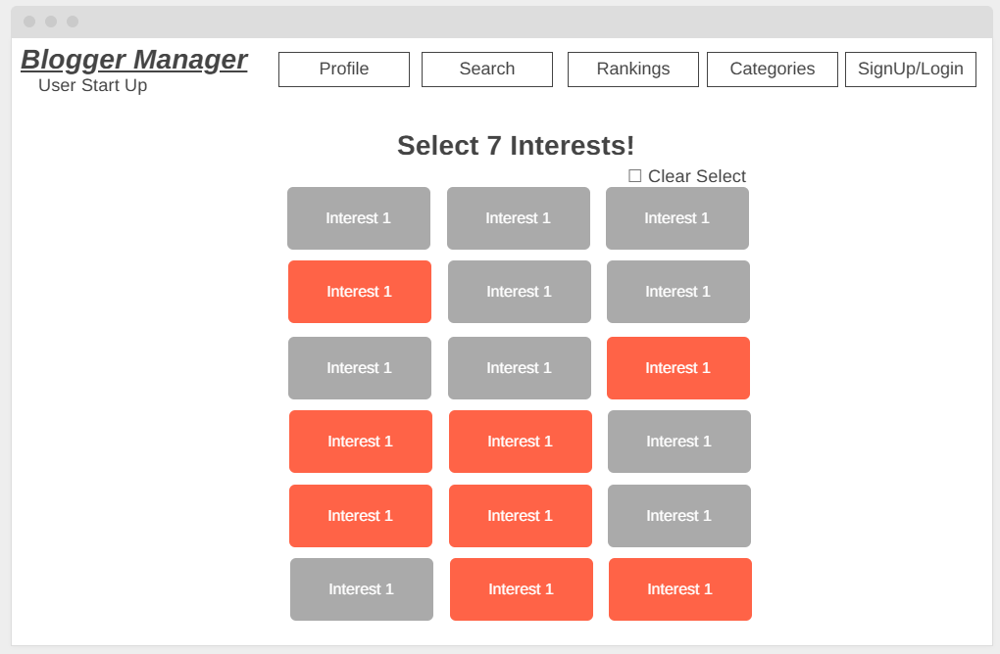 Blogger Manager
User Start Up
Profile Search Rankings Categories SignUp/Login
Select 7 Interests!
Clear Select
Interest 1 Interest 1 Interest 1
Interest 1 Interest 1 Interest 1
Interest 1 Interest 1 Interest 1
Interest 1 Interest 1 Interest 1
Interest 1 Interest 1 Interest 1
Interest 1 Interest 1 Interest 1